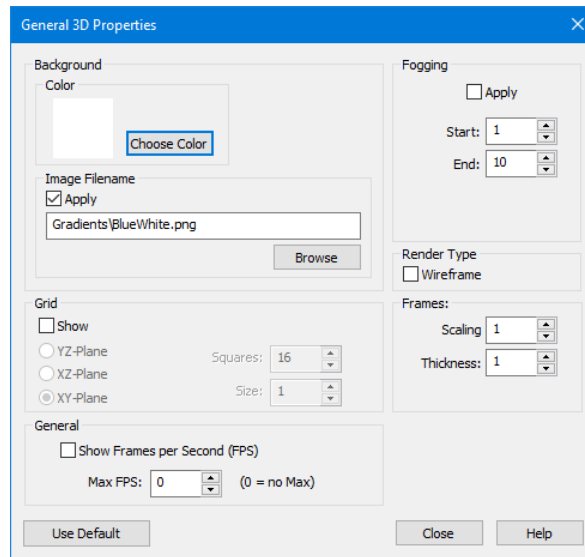 General 3D Properties
Background
Color
Choose Color
Image Filename
Apply
Gradients\BlueWhite.png
Browse
Fogging
Apply
Start: 1
End: 10
Render Type
Wireframe
Grid
Show
YZ-Plane
XZ-Plane
XY-Plane
Squares: 16
Size: 1
Frames:
Scaling 1
Thickness: 1
General
Show Frames per Second (FPS)
Max FPS: 0 (0 = no Max)
Use Default
Close
Help